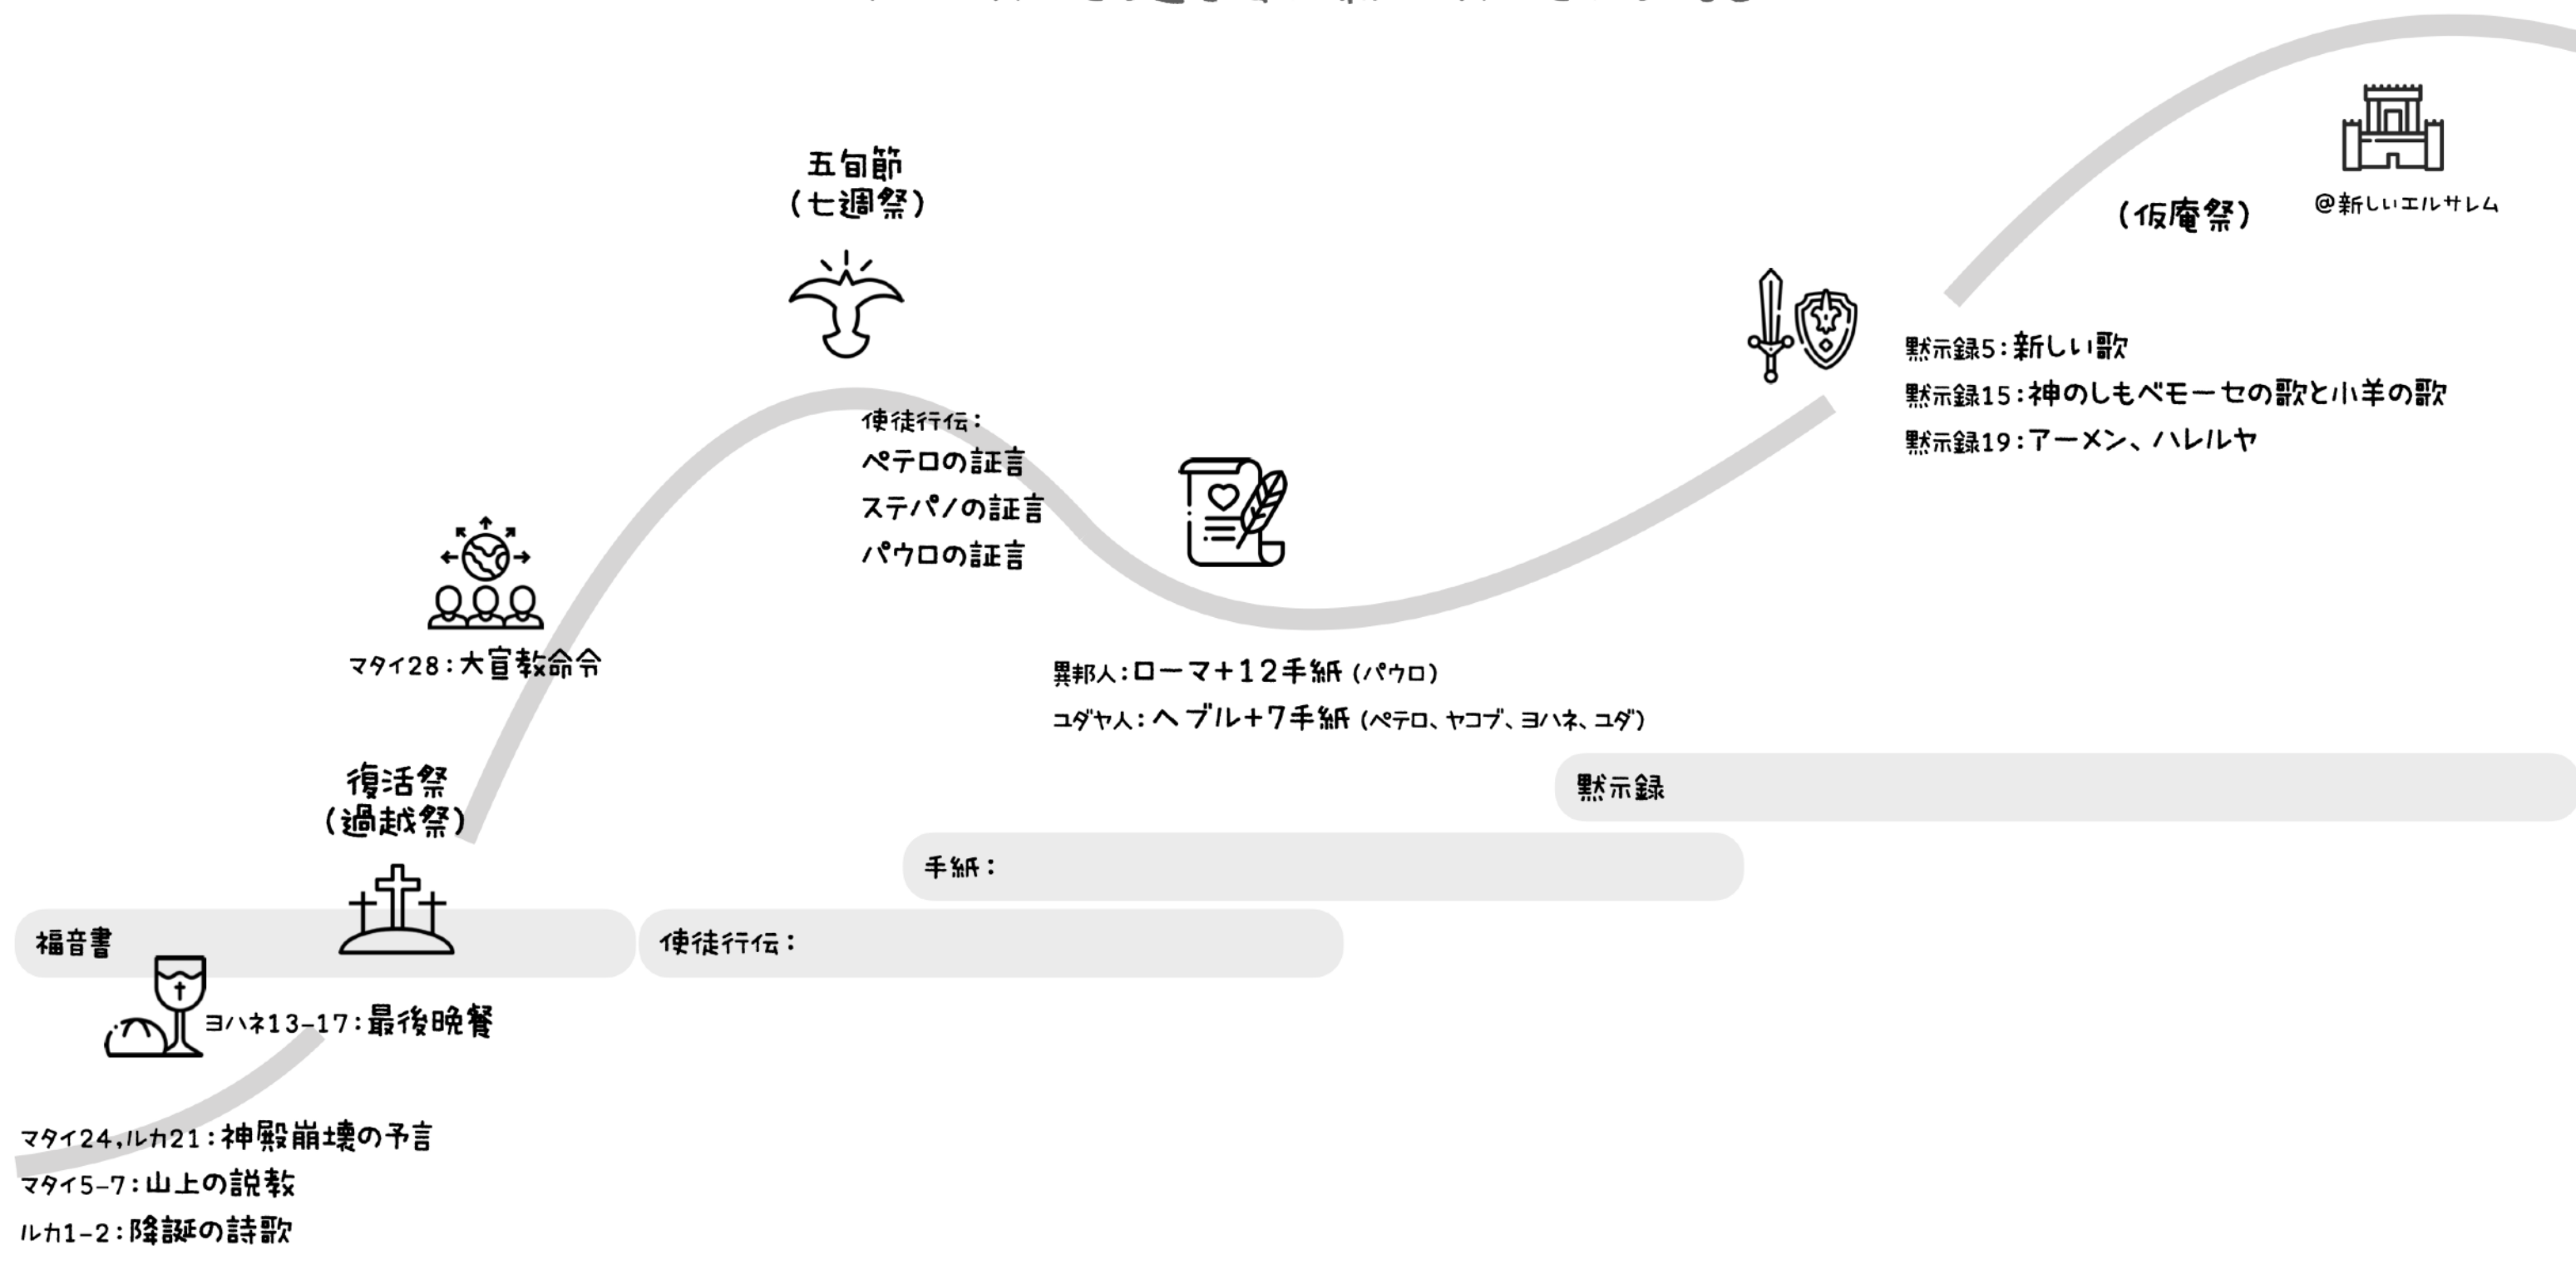 五旬節
(七週祭)
(仮庵祭)
@新しいエルサレム
黙示録5:新しい歌
黙示録15:神のしもべモーセの歌と小羊の歌
黙示録19:アーメン、ハレルヤ
使徒行伝:
ペテロの証言
ステパノの証言
パウロの証言
マタイ28:大宣教命令
異邦人:ローマ+12手紙 (パウロ)
ユダヤ人:ヘブル+7手紙 (ペテロ、ヤコブ、ヨハネ、ユダ)
復活祭
(過越祭)
黙示録
手紙:
福音書
使徒行伝:
ヨハネ13-17:最後晩餐
マタイ24,ルカ21:神殿崩壊の予言
マタイ5-7:山上の説教
ルカ1-2:降誕の詩歌